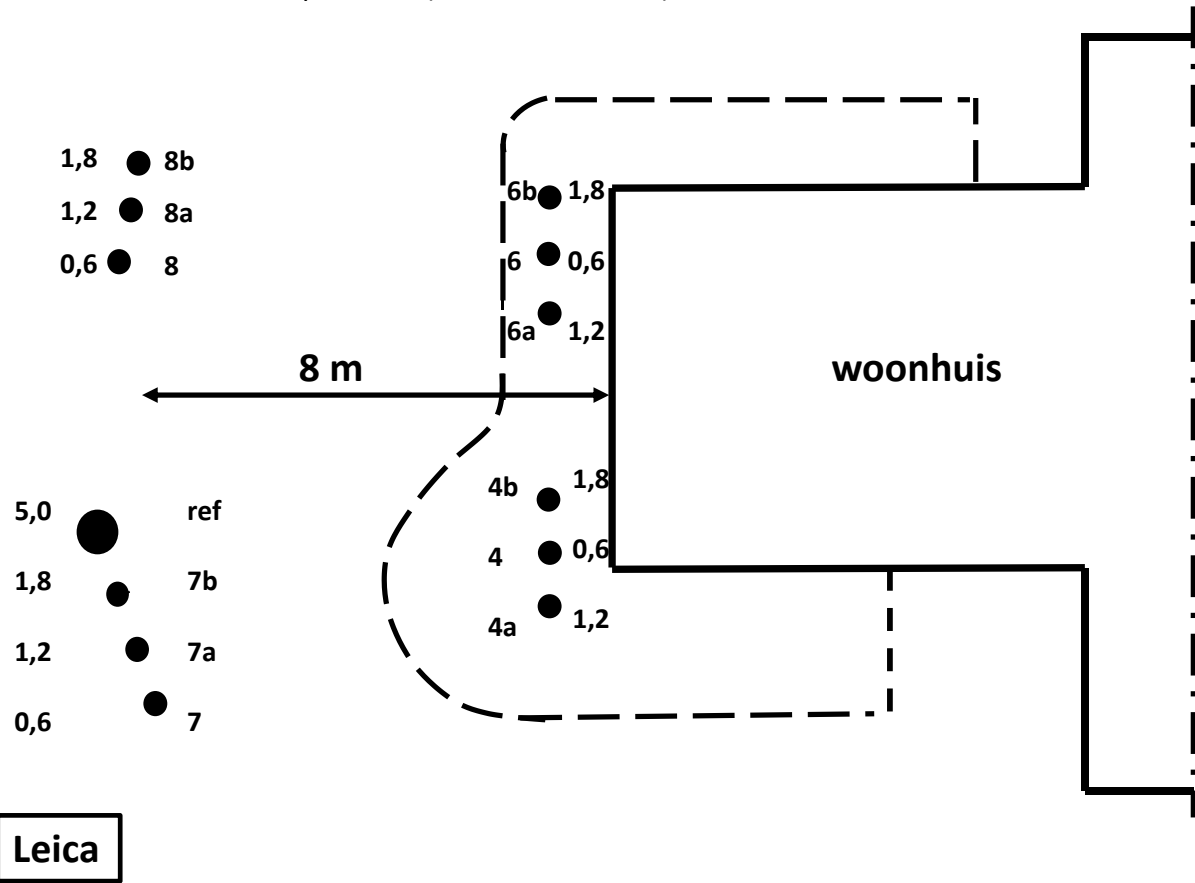 1,8 8b
1,2 8a
0,6 8
6b 1,8
6 0,6
6a 1,2
8 m
woonhuis
4b 1,8
4 0,6
4a 1,2
5,0 ref
1,8 7b
1,2 7a
0,6 7
Leica